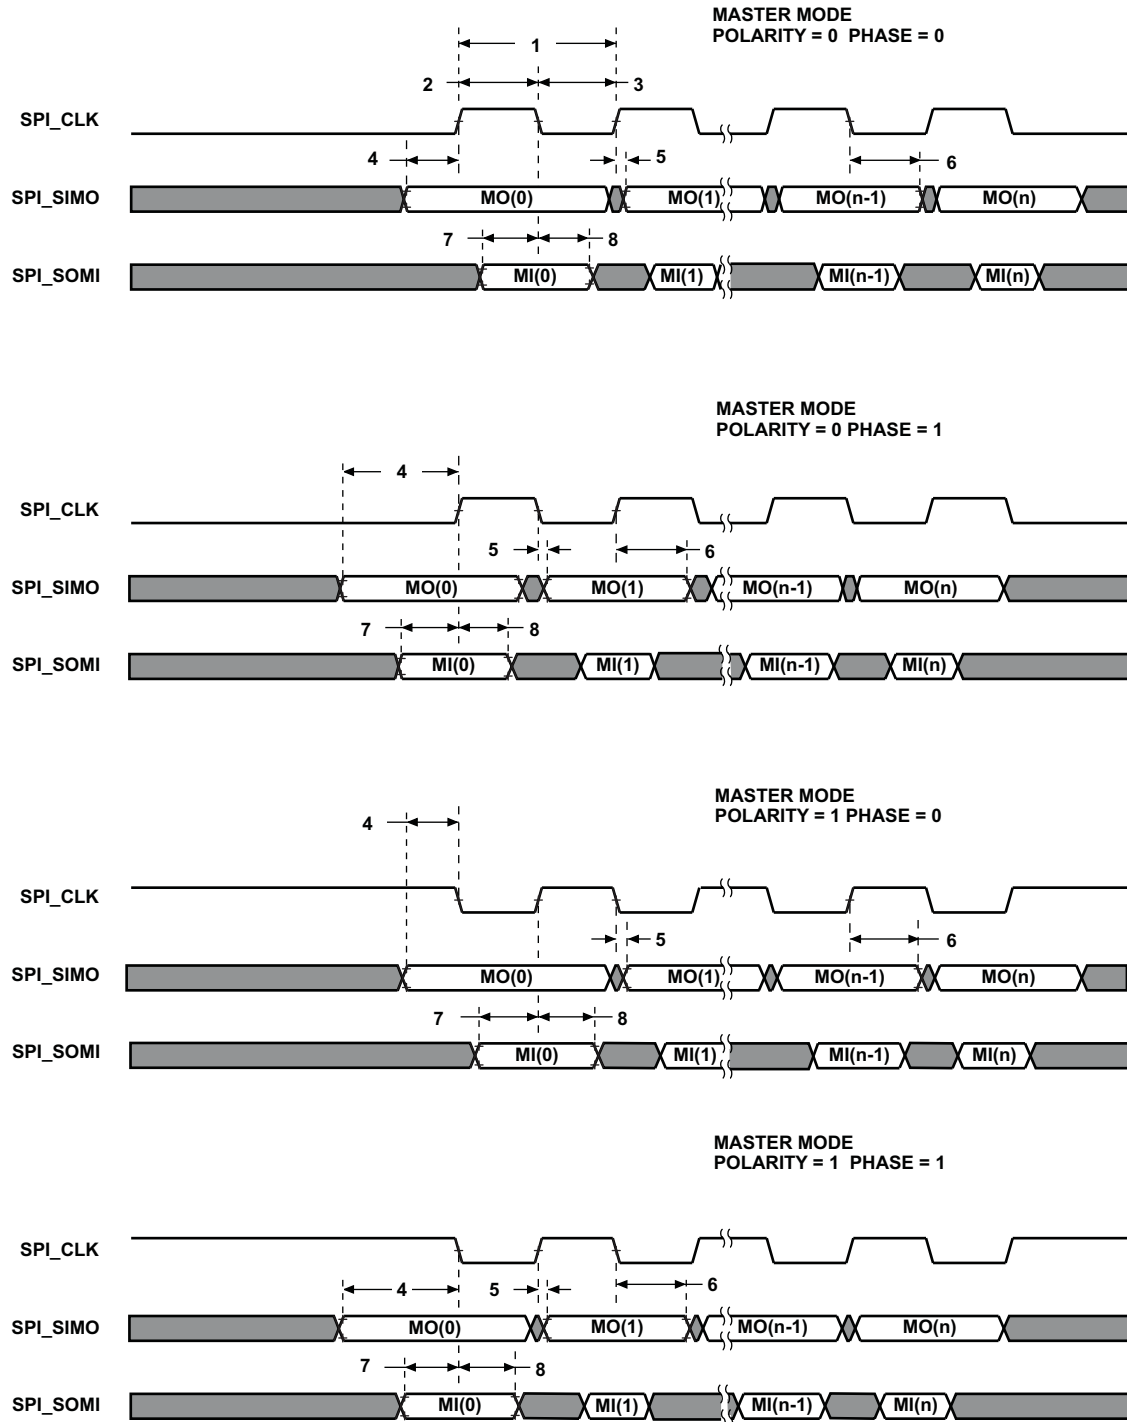 MASTER MODE
POLARITY = 0 PHASE = 0
1
2
3
SPI_CLK
4
5
6
SPI_SIMO
MO(0)
MO(1)
MO(n-1)
MO(n)
7
8
SPI_SOMI
MI(0)
MI(1)
MI(n-1)
MI(n)
MASTER MODE
POLARITY = 0 PHASE = 1
4
SPI_CLK
5
6
SPI_SIMO
MO(0)
MO(1)
MO(n-1)
MO(n)
7
8
SPI_SOMI
MI(0)
MI(1)
MI(n-1)
MI(n)
MASTER MODE
POLARITY = 1 PHASE = 0
4
SPI_CLK
5
6
SPI_SIMO
MO(0)
MO(1)
MO(n-1)
MO(n)
7
8
SPI_SOMI
MI(0)
MI(1)
MI(n-1)
MI(n)
MASTER MODE
POLARITY = 1 PHASE = 1
SPI_CLK
4
5
6
SPI_SIMO
MO(0)
MO(1)
MO(n-1)
MO(n)
7
8
SPI_SOMI
MI(0)
MI(1)
MI(n-1)
MI(n)